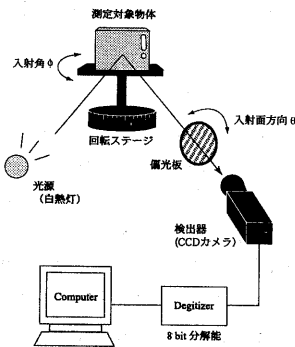 測定対象物体
入射角φ
回転ステージ
入射面方向θ
偏光板
光源
(白熱灯)
検出器
(CCDカメラ)
Computer
Degitizer
8 bit 分解能